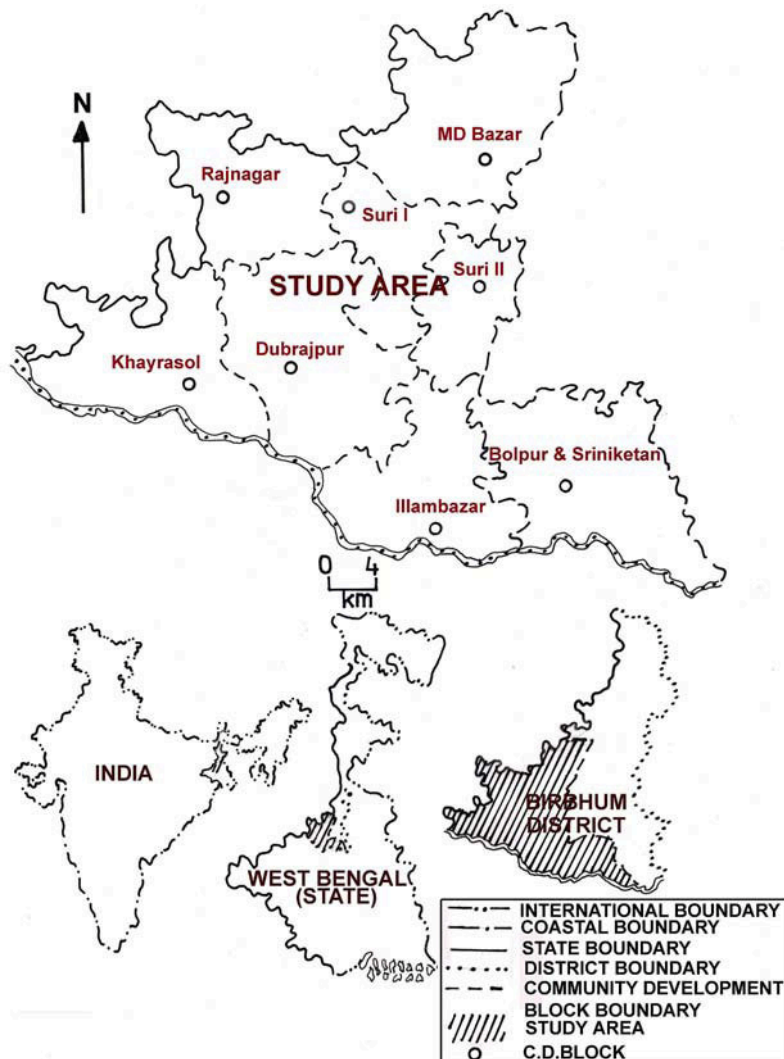 N
MD Bazar
Rajnagar
Suri I
Suri II
STUDY AREA
Khayrasol
Dubrajpur
Bolpur & Sriniketan
Illambazar
0 4
km
INDIA
WEST BENGAL
(STATE)
BIRBHUM
DISTRICT
INTERNATIONAL BOUNDARY
COASTAL BOUNDARY
STATE BOUNDARY
DISTRICT BOUNDARY
COMMUNITY DEVELOPMENT
BLOCK BOUNDARY
STUDY AREA
C.D.BLOCK